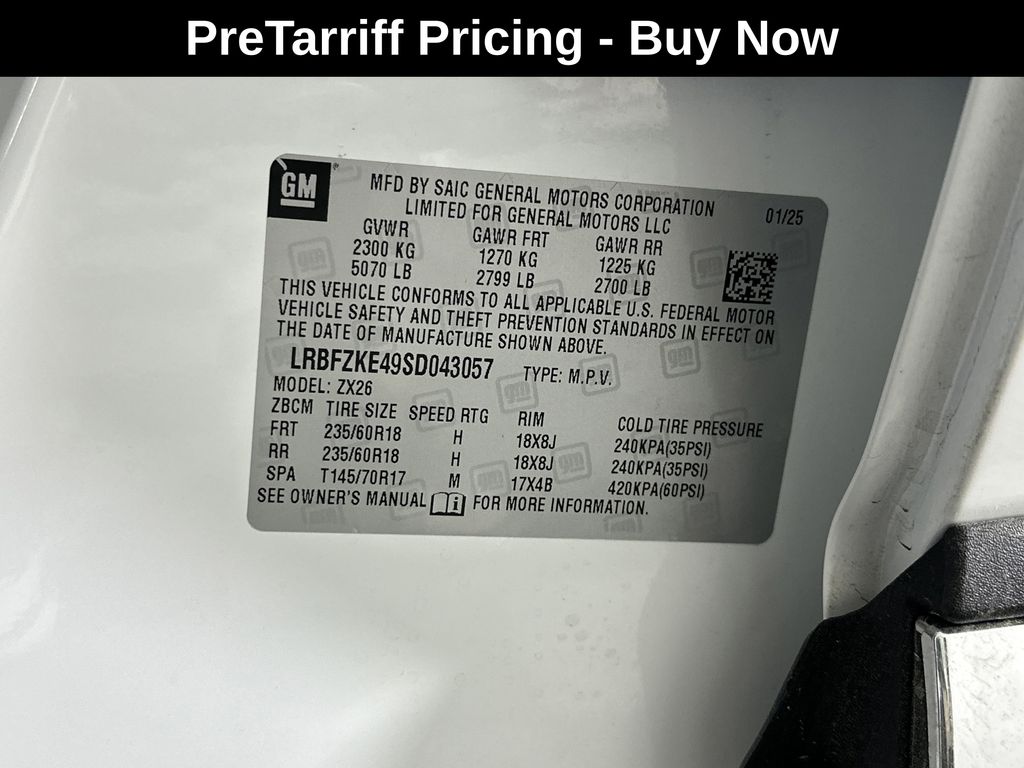 PreTarriff Pricing - Buy Now
GM
MFD BY SAIC GENERAL MOTORS CORPORATION
LIMITED FOR GENERAL MOTORS LLC 01/25
GVWR GAWR FRT GAWR RR
2300 KG 1270 KG 1225 KG
5070 LB 2799 LB 2700 LB
THIS VEHICLE CONFORMS TO ALL APPLICABLE U.S. FEDERAL MOTOR
VEHICLE SAFETY AND THEFT PREVENTION STANDARDS IN EFFECT ON
THE DATE OF MANUFACTURE SHOWN ABOVE.
LRBFZKE49SD043057 TYPE: M.P.V.
MODEL: ZX26
ZBCM TIRE SIZE SPEED RTG RIM COLD TIRE PRESSURE
FRT 235/60R18 H 18X8J 240KPA(35PSI)
RR 235/60R18 H 18X8J 240KPA(35PSI)
SPA T145/70R17 M 17X4B 420KPA(60PSI)
SEE OWNER'S MANUAL FOR MORE INFORMATION.